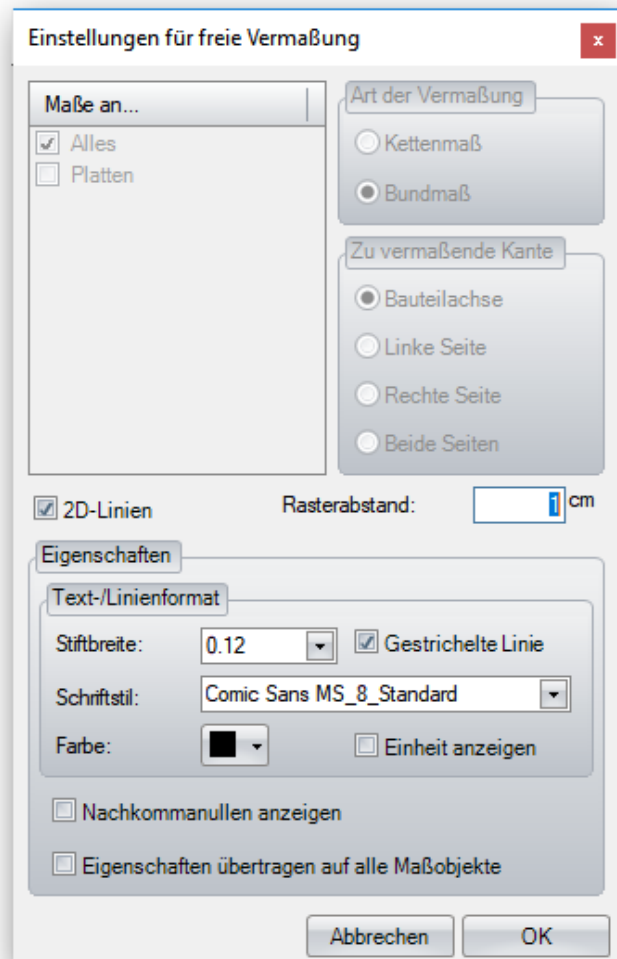 Einstellungen für freie Vermaßung
x
Maße an...
Alles
Platten
Art der Vermaßung
Kettenmaß
Bundmaß
Zu vermaßende Kante
Bauteilachse
Linke Seite
Rechte Seite
Beide Seiten
2D-Linien
Rasterabstand: 1 cm
Eigenschaften
Text-/Linienformat
Stiftbreite: 0.12 Gestrichelte Linie
Schriftstil: Comic Sans MS_8_Standard
Farbe: Einheit anzeigen
Nachkommanullen anzeigen
Eigenschaften übertragen auf alle Maßobjekte
Abbrechen OK